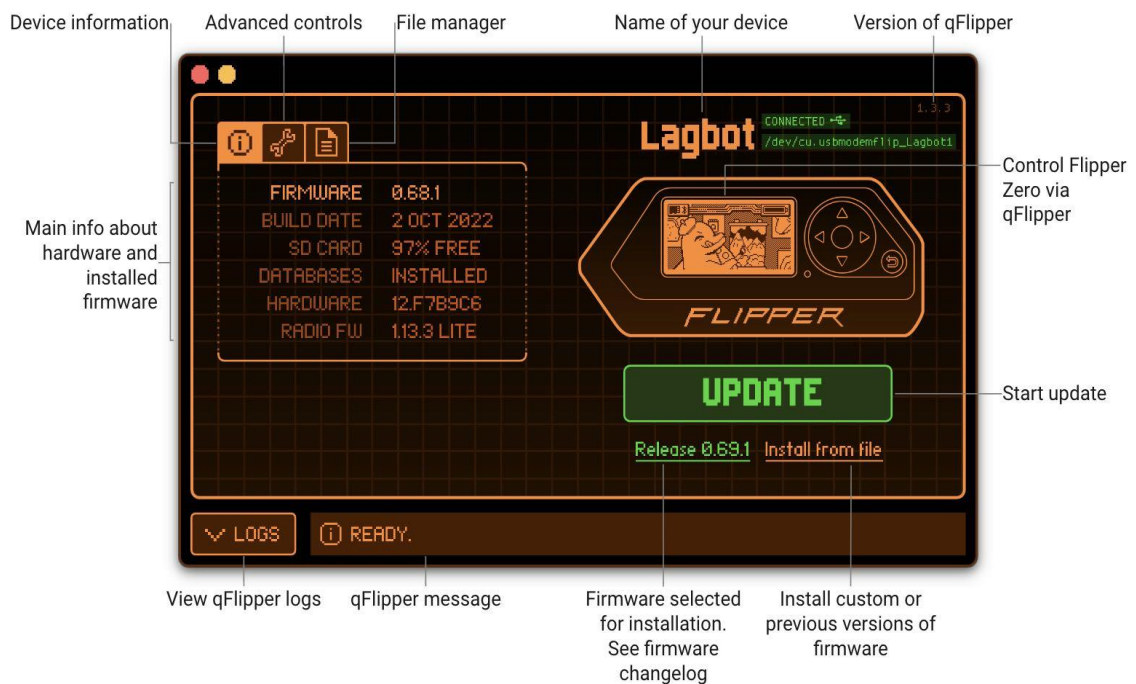 Device information
Advanced controls
File manager
Name of your device
Version of qFlipper
1.3.3
Lagbot
CONNECTED
/dev/cu.usbmodemflip_Lagbot1
Control Flipper
Zero via
qFlipper
Main info about
hardware and
installed
firmware
FIRMWARE 0.68.1
BUILD DATE 2 OCT 2022
SD CARD 97% FREE
DATABASES INSTALLED
HARDWARE 12.F7B9C6
RADIO FW 1.13.3 LITE
FLIPPER
UPDATE
Start update
Release 0.69.1 Install from file
LOGS
READY.
View qFlipper logs
qFlipper message
Firmware selected
for installation.
See firmware
changelog
Install custom or
previous versions of
firmware